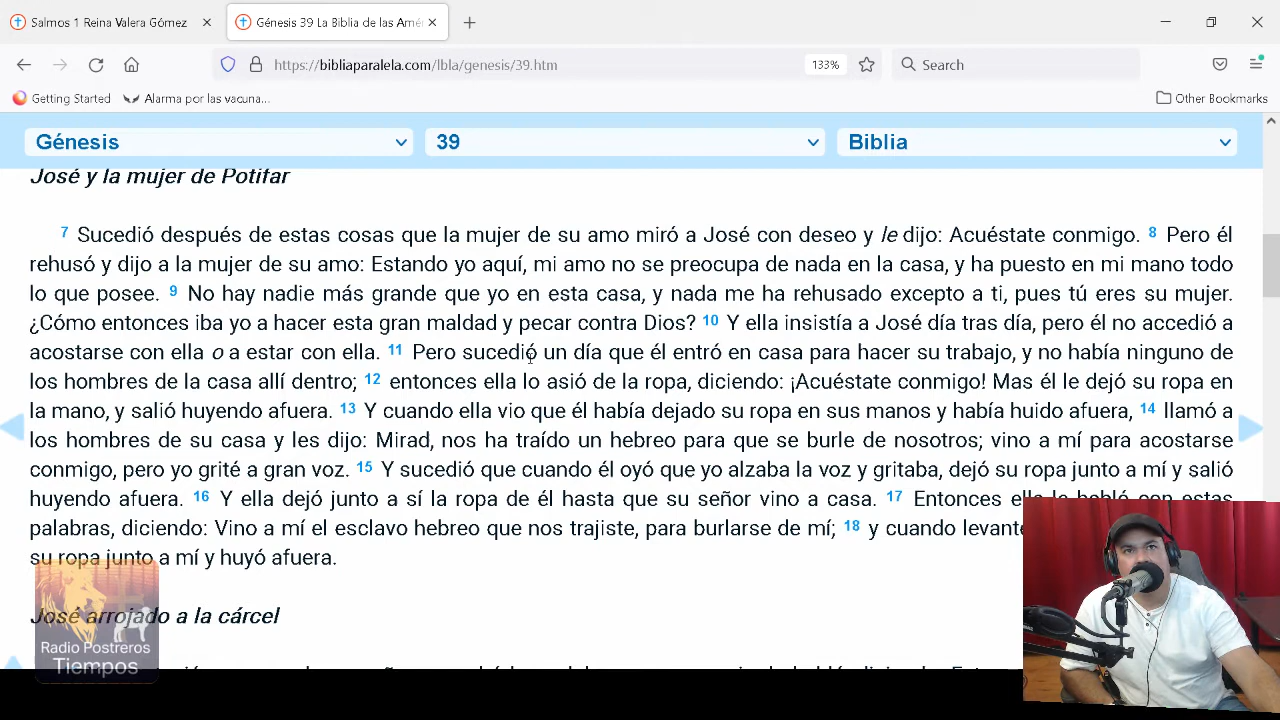 Salmos 1 Reina Valera Gómez
Génesis 39 La Biblia de las Amé
https://bibliaparalela.com/lbla/genesis/39.htm
133%
Search
Getting Started
Alarma por las vacuna...
Other Bookmarks
Génesis
39
Biblia
José y la mujer de Potifar
7 Sucedió después de estas cosas que la mujer de su amo miró a José con deseo y le dijo: Acuéstate conmigo. 8 Pero él
rehusó y dijo a la mujer de su amo: Estando yo aquí, mi amo no se preocupa de nada en la casa, y ha puesto en mi mano todo
lo que posee. 9 No hay nadie más grande que yo en esta casa, y nada me ha rehusado excepto a ti, pues tú eres su mujer.
¿Cómo entonces iba yo a hacer esta gran maldad y pecar contra Dios? 10 Y ella insistía a José día tras día, pero él no accedió a
acostarse con ella o a estar con ella. 11 Pero sucedió un día que él entró en casa para hacer su trabajo, y no había ninguno de
los hombres de la casa allí dentro; 12 entonces ella lo asió de la ropa, diciendo: ¡Acuéstate conmigo! Mas él le dejó su ropa en
la mano, y salió huyendo afuera. 13 Y cuando ella vio que él había dejado su ropa en sus manos y había huido afuera, 14 llamó a
los hombres de su casa y les dijo: Mirad, nos ha traído un hebreo para que se burle de nosotros; vino a mí para acostarse
conmigo, pero yo grité a gran voz. 15 Y sucedió que cuando él oyó que yo alzaba la voz y gritaba, dejó su ropa junto a mí y salió
huyendo afuera. 16 Y ella dejó junto a sí la ropa de él hasta que su señor vino a casa. 17 Entonces ella le habló con estas
palabras, diciendo: Vino a mí el esclavo hebreo que nos trajiste, para burlarse de mí; 18 y cuando levanté
su ropa junto a mí y huyó afuera.
José arrojado a la cárcel
Radio Postreros
Tiempos